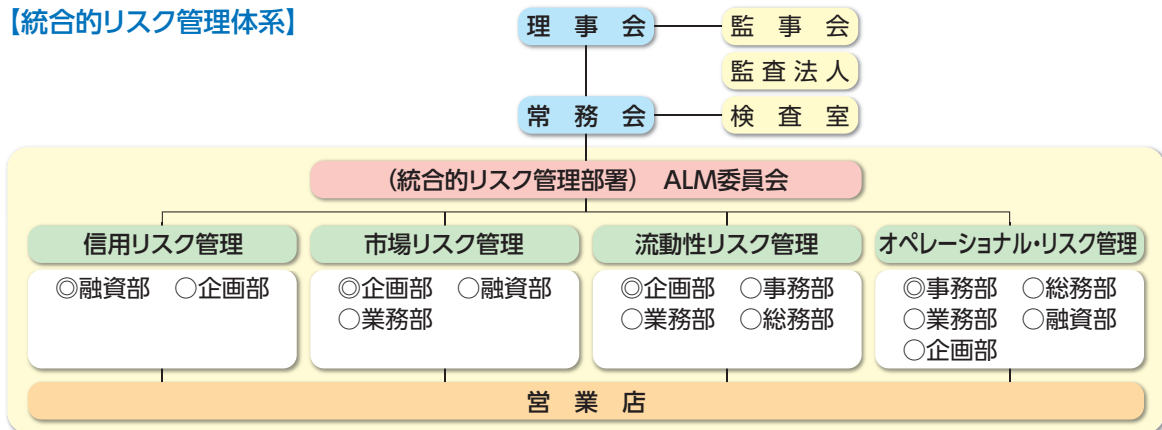 【統合的リスク管理体系】
理事会
監事会
監査法人
常務会
検査室
(統合的リスク管理部署) ALM委員会
信用リスク管理
◎融資部 ○企画部
市場リスク管理
◎企画部 ○融資部
○業務部
流動性リスク管理
◎企画部 ○事務部
○業務部 ○総務部
オペレーショナル・リスク管理
◎事務部 ○総務部
○業務部 ○融資部
○企画部
営業店